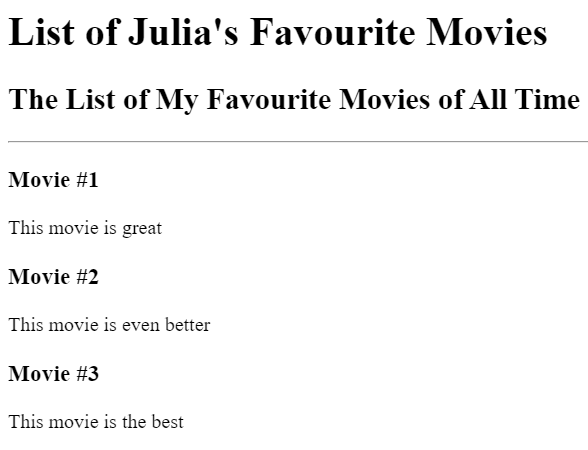 List of Julia's Favourite Movies
The List of My Favourite Movies of All Time
Movie #1
This movie is great
Movie #2
This movie is even better
Movie #3
This movie is the best